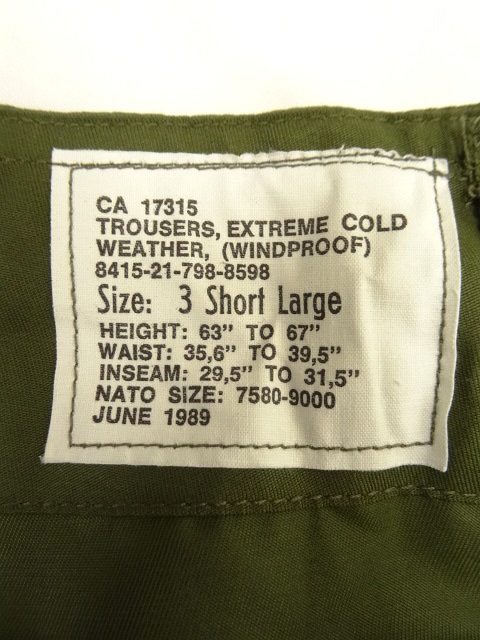 CA 17315
TROUSERS, EXTREME COLD
WEATHER, (WINDPROOF)
8415-21-798-8598
Size: 3 Short Large
HEIGHT: 63" TO 67"
WAIST: 35,6" TO 39,5"
INSEAM: 29,5" TO 31,5"
NATO SIZE: 7580-9000
JUNE 1989